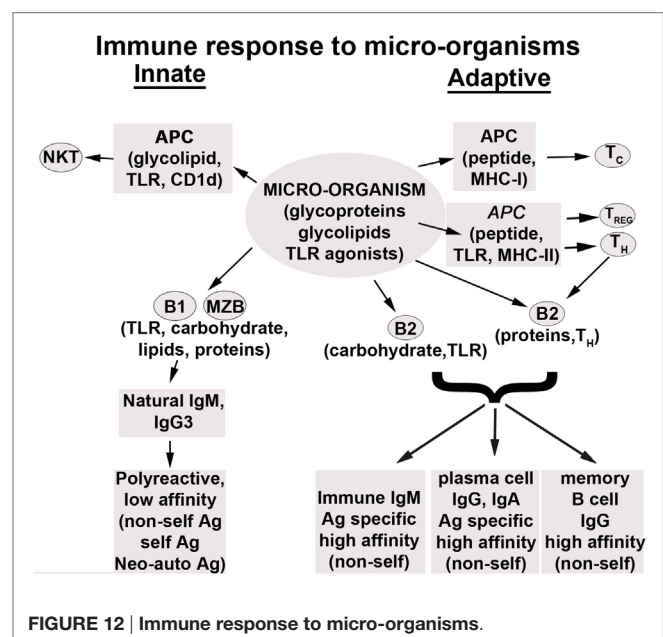 Immune response to micro-organisms
Innate
Adaptive
NKT
APC
(glycolipid,
TLR, CD1d)
MICRO-ORGANISM
(glycoproteins
glycolipids
TLR agonists)
APC
(peptide,
MHC-I)
TC
APC
(peptide,
TLR, MHC-II)
TREG
TH
B1 MZB
(TLR, carbohydrate,
lipids, proteins)
B2
(carbohydrate,TLR)
B2
(proteins,TH)
Natural IgM,
IgG3
Polyreactive,
low affinity
(non-self Ag
self Ag
Neo-auto Ag)
Immune IgM
Ag specific
high affinity
(non-self)
plasma cell
IgG, IgA
Ag specific
high affinity
(non-self)
memory
B cell
IgG
high affinity
(non-self)
FIGURE 12 | Immune response to micro-organisms.